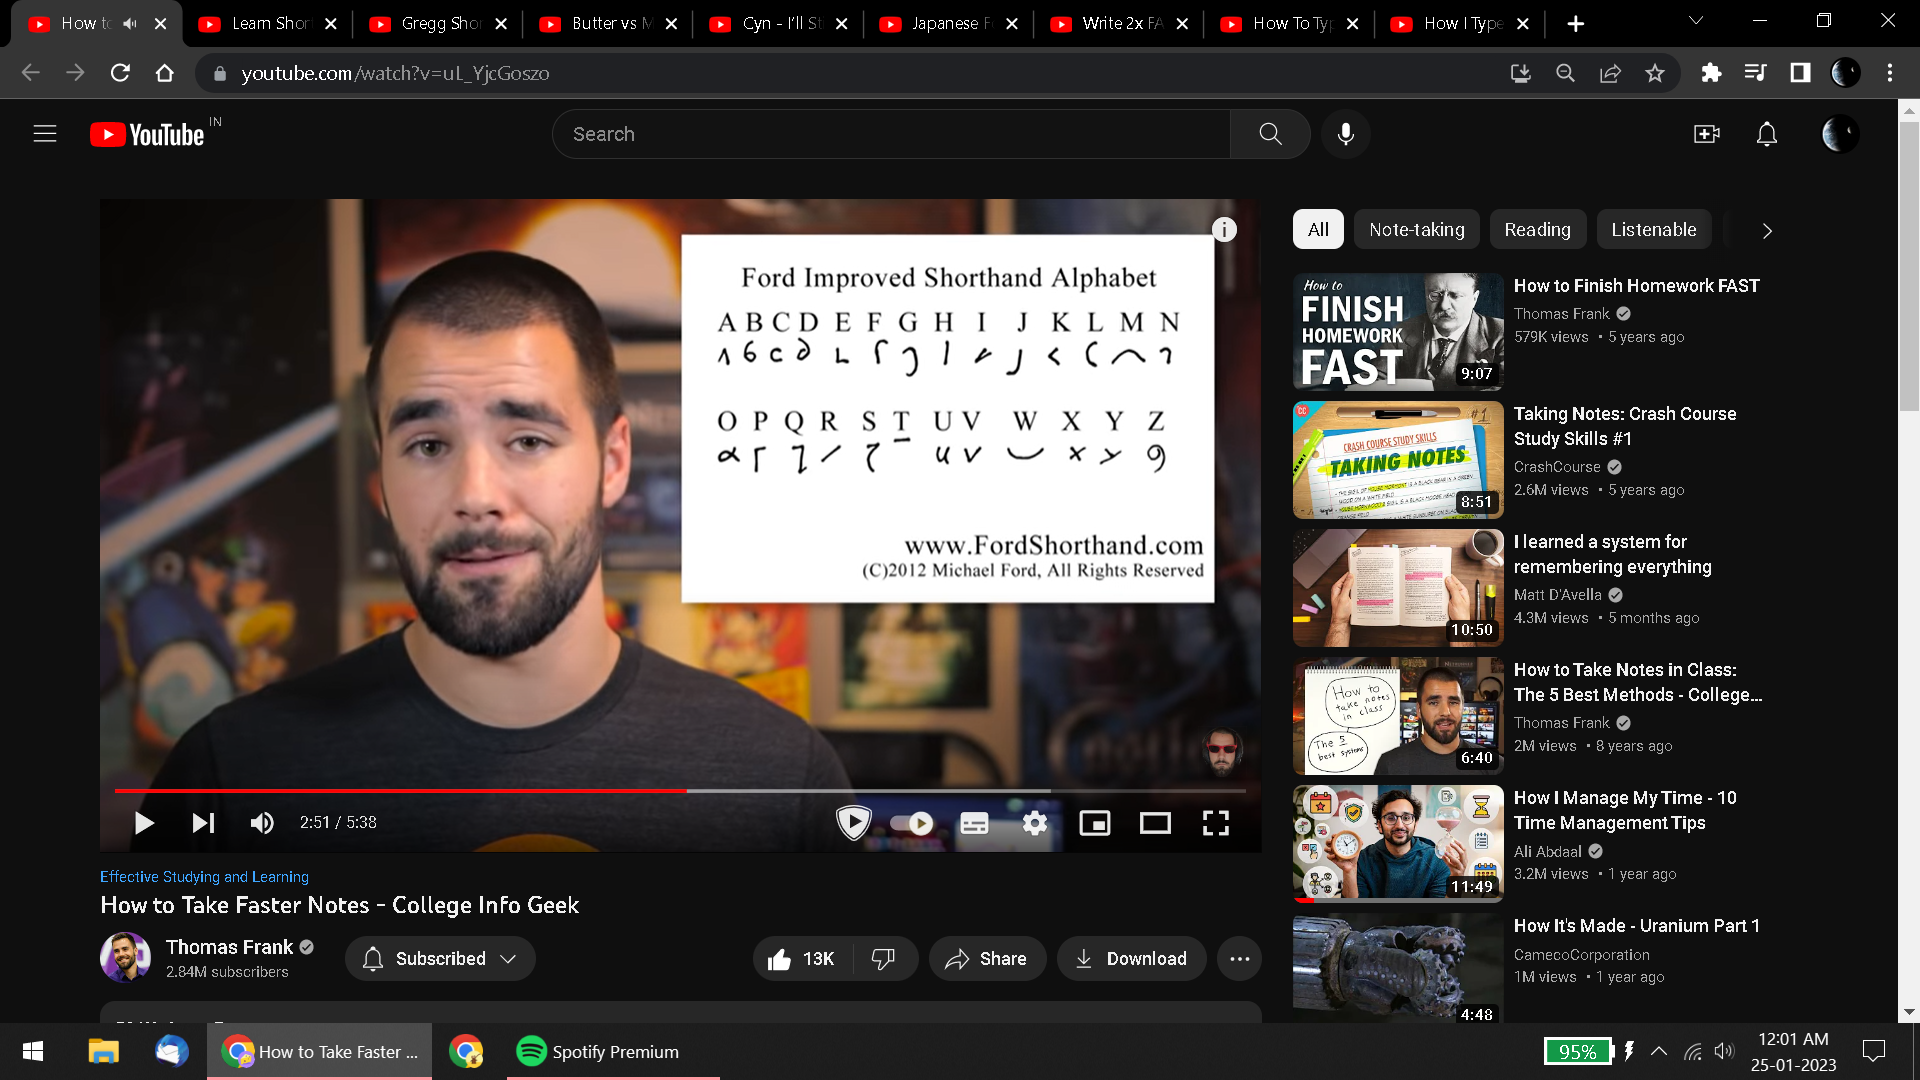 How to
Learn Shor
Gregg Shor
Butter vs M
Cyn - I'll St
Japanese F
Write 2x FA
How To Typ
How I Type
youtube.com/watch?v=uL_YjcGoszo
YouTube IN
Search
Ford Improved Shorthand Alphabet
A B C D E F G H I J K L M N
O P Q R S T U V W X Y Z
www.FordShorthand.com
(C)2012 Michael Ford, All Rights Reserved
2:51 / 5:38
Effective Studying and Learning
How to Take Faster Notes - College Info Geek
Thomas Frank
2.84M subscribers
Subscribed
13K
Share
Download
All
Note-taking
Reading
Listenable
How to
FINISH
HOMEWORK
FAST
9:07
How to Finish Homework FAST
Thomas Frank
579K views • 5 years ago
CC
#1
CRASH COURSE STUDY SKILLS
TAKING NOTES
8:51
Taking Notes: Crash Course
Study Skills #1
CrashCourse
2.6M views • 5 years ago
10:50
I learned a system for
remembering everything
Matt D'Avella
4.3M views • 5 months ago
How to
take notes
in class
The 5
best systems
6:40
How to Take Notes in Class:
The 5 Best Methods - College...
Thomas Frank
2M views • 8 years ago
11:49
How I Manage My Time - 10
Time Management Tips
Ali Abdaal
3.2M views • 1 year ago
4:48
How It's Made - Uranium Part 1
CamecoCorporation
1M views • 1 year ago
How to Take Faster ...
Spotify Premium
95%
12:01 AM
25-01-2023